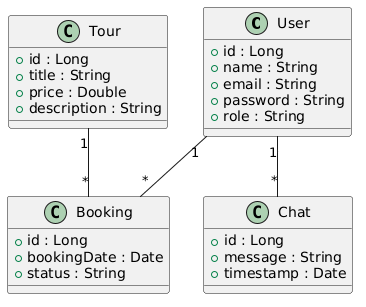 C Tour
+ id : Long
+ title : String
+ price : Double
+ description : String
C User
+ id : Long
+ name : String
+ email : String
+ password : String
+ role : String
1
1
1
*
*
*
C Booking
+ id : Long
+ bookingDate : Date
+ status : String
C Chat
+ id : Long
+ message : String
+ timestamp : Date